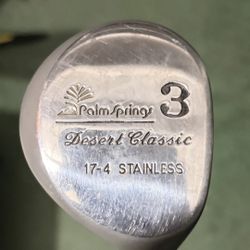 PalmSprings 3
Desert Classic
17-4 STAINLESS